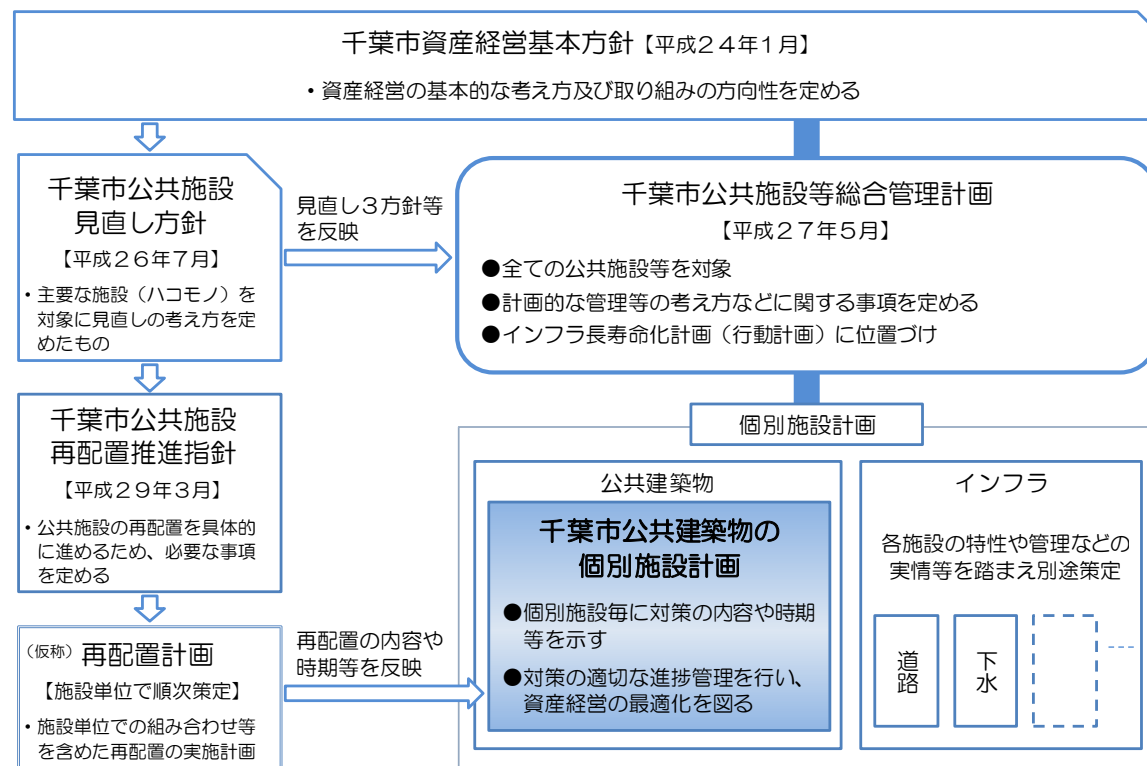 千葉市資産経営基本方針【平成２４年１月】
・資産経営の基本的な考え方及び取り組みの方向性を定める
千葉市公共施設
見直し方針
【平成２６年７月】
・主要な施設（ハコモノ）を
対象に見直しの考え方を定
めたもの
見直し３方針等
を反映
千葉市公共施設等総合管理計画
【平成２７年５月】
●全ての公共施設等を対象
●計画的な管理等の考え方などに関する事項を定める
●インフラ長寿命化計画（行動計画）に位置づけ
千葉市公共施設
再配置推進指針
【平成２９年３月】
・公共施設の再配置を具体的
に進めるため、必要な事項
を定める
（仮称）再配置計画
【施設単位で順次策定】
・施設単位での組み合わせ等
を含めた再配置の実施計画
再配置の内容や
時期等を反映
個別施設計画
公共建築物
千葉市公共建築物の
個別施設計画
●個別施設毎に対策の内容や時期
等を示す
●対策の適切な進捗管理を行い、
資産経営の最適化を図る
インフラ
各施設の特性や管理などの
実情等を踏まえ別途策定
道路
下水